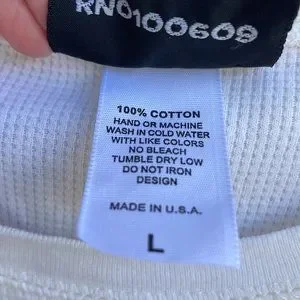 RN0100609
100% COTTON
HAND OR MACHINE
WASH IN COLD WATER
WITH LIKE COLORS
NO BLEACH
TUMBLE DRY LOW
DO NOT IRON
DESIGN
MADE IN U.S.A.
L